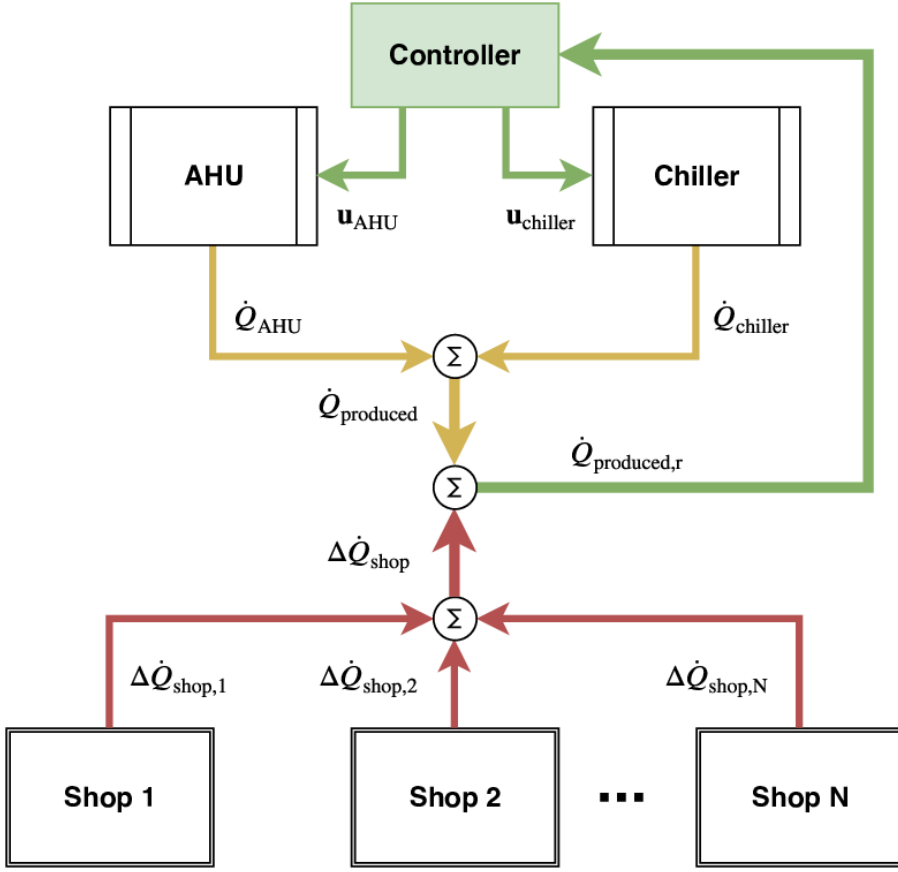 Controller
AHU
Chiller
u_AHU
u_chiller
Q̇_AHU
Q̇_chiller
Σ
Q̇_produced
Q̇_produced,r
Σ
ΔQ̇_shop
Σ
ΔQ̇_shop,1
ΔQ̇_shop,2
ΔQ̇_shop,N
Shop 1
Shop 2
...
Shop N